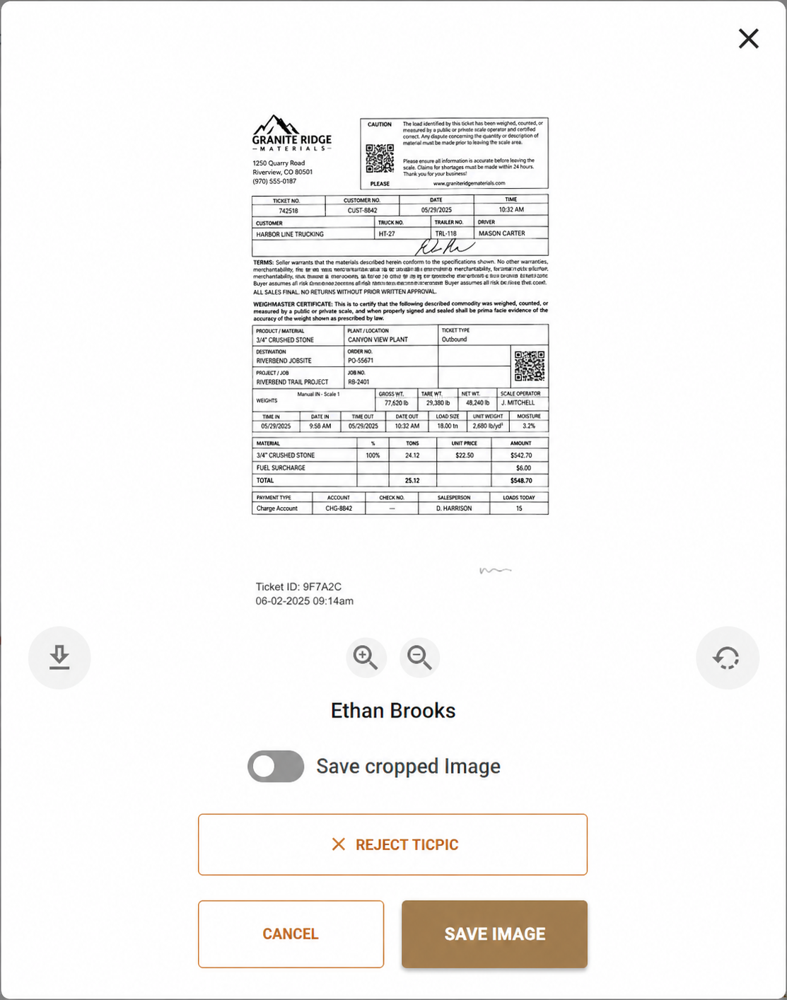 GRANITE RIDGE
MATERIALS
1250 Quarry Road
Riverview, CO 80501
(970) 555-0187
CAUTION
The load identified by this ticket has been weighed, counted, or
measured by a public or private scale operator and certified
correct. Any dispute concerning the quantity or description of
material must be made prior to leaving the scale area.
Please ensure all information is accurate before leaving the
scale. Claims for shortages must be made within 24 hours.
Thank you for your business!
PLEASE
www.graniteridgematerials.com
TICKET NO. CUSTOMER NO. DATE TIME
742518 CUST-8842 05/29/2025 10:32 AM
CUSTOMER TRUCK NO. TRAILER NO. DRIVER
HARBOR LINE TRUCKING HT-27 TRL-118 MASON CARTER
TERMS: Seller warrants that the materials described herein conform to the specifications shown. No other warranties,
merchantability, merchantability,
merchantability,
Buyer assumes all risk Buyer assumes all risk
ALL SALES FINAL. NO RETURNS WITHOUT PRIOR WRITTEN APPROVAL.
WEIGHMASTER CERTIFICATE: This is to certify that the following described commodity was weighed, counted, or
measured by a public or private scale, and when properly signed and sealed shall be prima facie evidence of the
accuracy of the weight shown as prescribed by law.
PRODUCT / MATERIAL PLANT / LOCATION TICKET TYPE
3/4" CRUSHED STONE CANYON VIEW PLANT Outbound
DESTINATION ORDER NO.
RIVERBEND JOBSITE PO-55671
PROJECT / JOB JOB NO.
RIVERBEND TRAIL PROJECT RB-2401
WEIGHTS Manual IN - Scale 1 GROSS WT. TARE WT. NET WT. SCALE OPERATOR
77,620 lb 29,380 lb 48,240 lb J. MITCHELL
TIME IN DATE IN TIME OUT DATE OUT LOAD SIZE UNIT WEIGHT MOISTURE
05/29/2025 9:58 AM 05/29/2025 10:32 AM 18.00 tn 2,680 lb/yd³ 3.2%
MATERIAL % TONS UNIT PRICE AMOUNT
3/4" CRUSHED STONE 100% 24.12 $22.50 $542.70
FUEL SURCHARGE $6.00
TOTAL 25.12 $548.70
PAYMENT TYPE ACCOUNT CHECK NO. SALESPERSON LOADS TODAY
Charge Account CHG-8842 — D. HARRISON 15
Ticket ID: 9F7A2C
06-02-2025 09:14am
Ethan Brooks
Save cropped Image
REJECT TICPIC
CANCEL
SAVE IMAGE